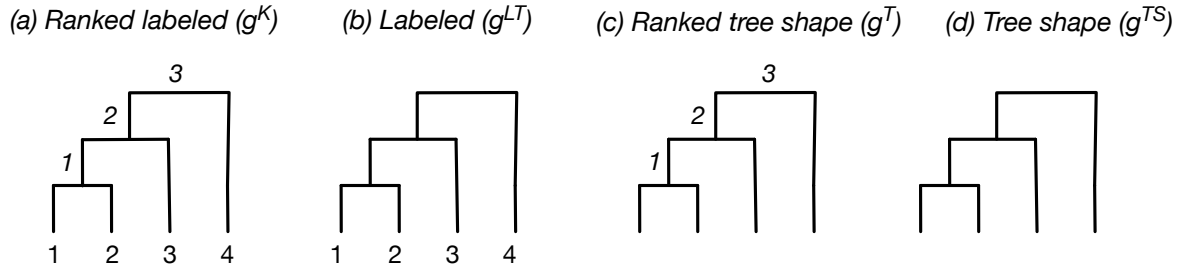 (a) Ranked labeled (g^K) (b) Labeled (g^LT) (c) Ranked tree shape (g^T) (d) Tree shape (g^TS)
3 3
2 2
1 1
1 2 3 4 1 2 3 4